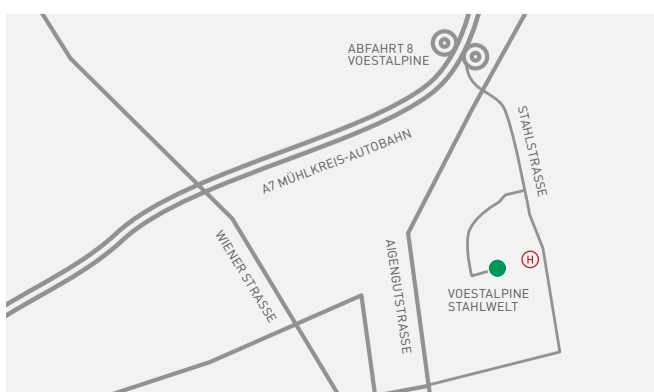 ABFAHRT 8
VOESTALPINE
A7 MÜHLKREIS-AUTOBAHN
STAHLSTRASSE
WIENER STRASSE
AIGENGUTSTRASSE
H
VOESTALPINE
STAHLWELT